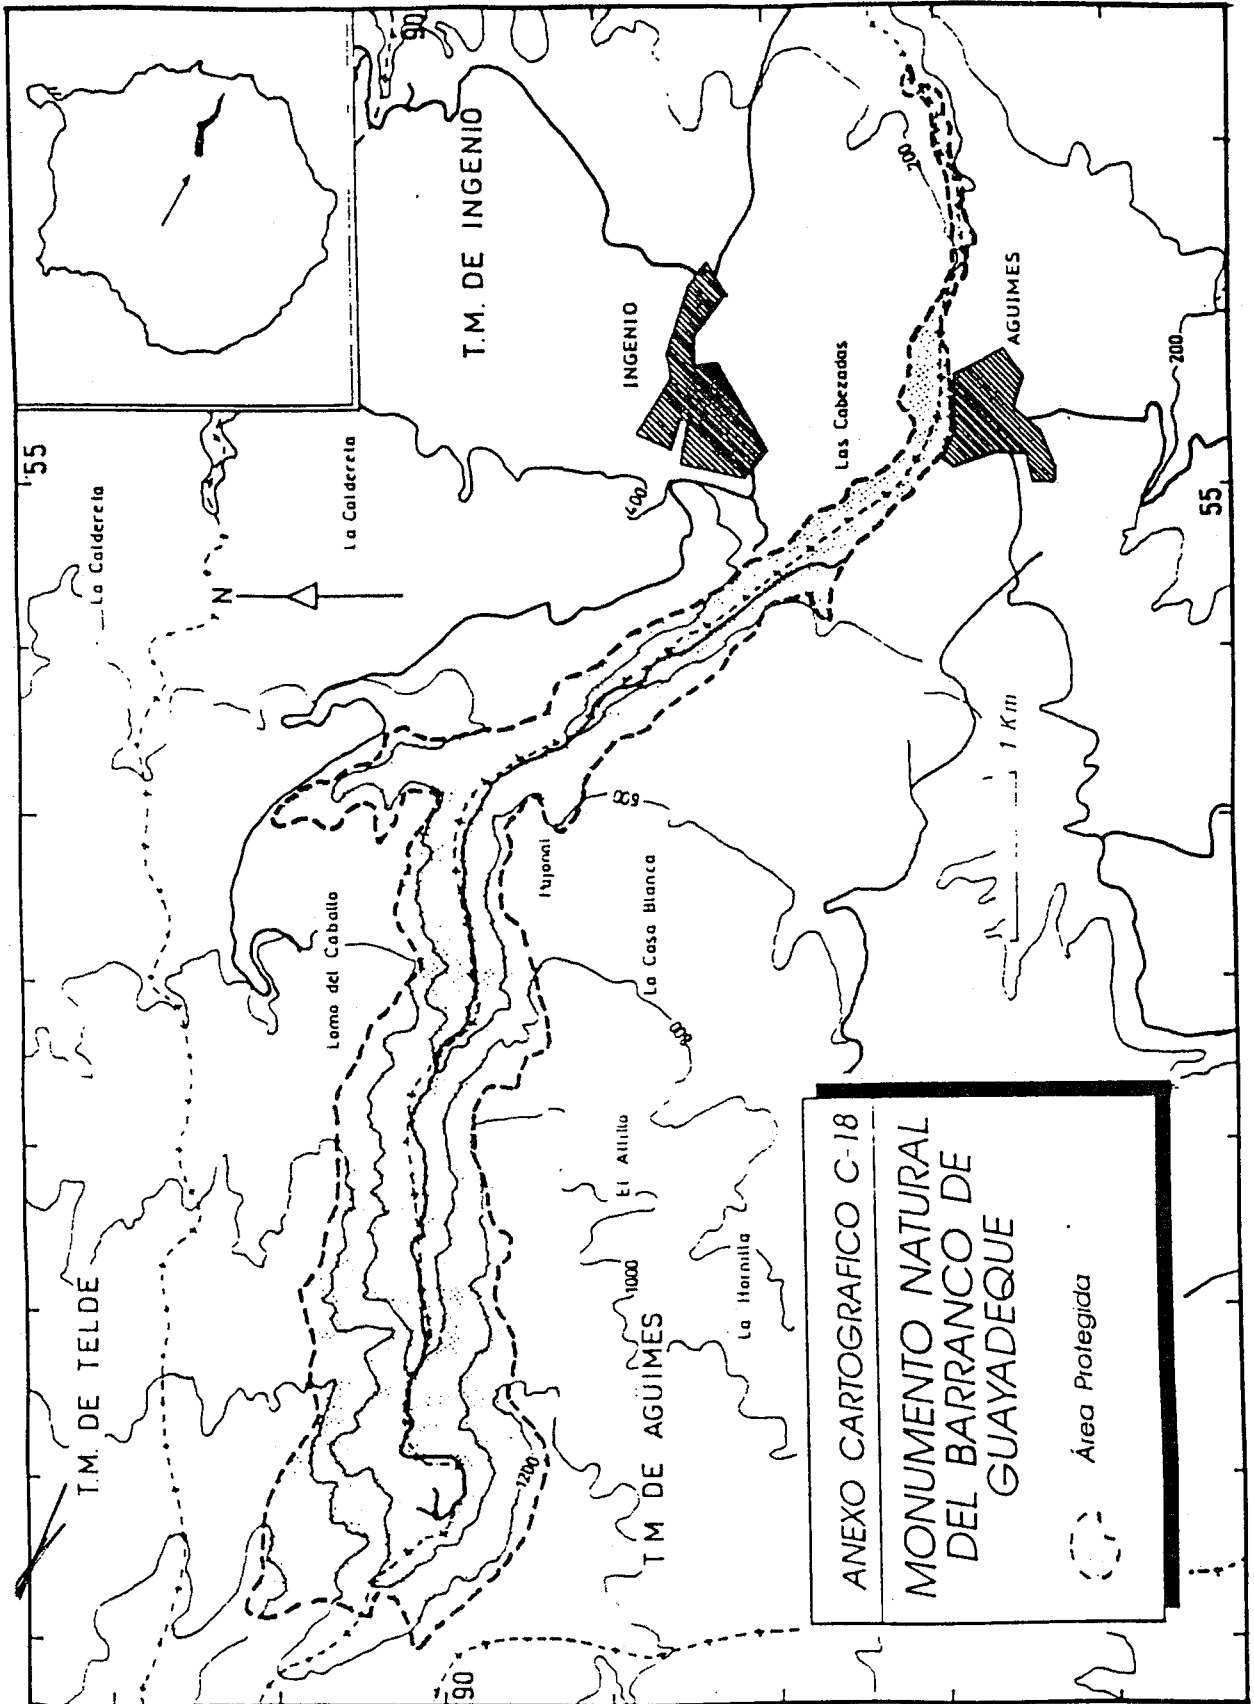 T.M. DE TELDE
La Caldereta
55
N
La Caldereta
T.M. DE INGENIO
90
Lomo del Caballo
INGENIO
400
Las Cabezadas
200
AGUIMES
200
55
600
La Casa Blanca
800
El Altillo
1000
La Hornilla
T M DE AGUIMES
1200
90
1 Km
ANEXO CARTOGRAFICO C-18
MONUMENTO NATURAL
DEL BARRANCO DE
GUAYADEQUE
Área Protegida